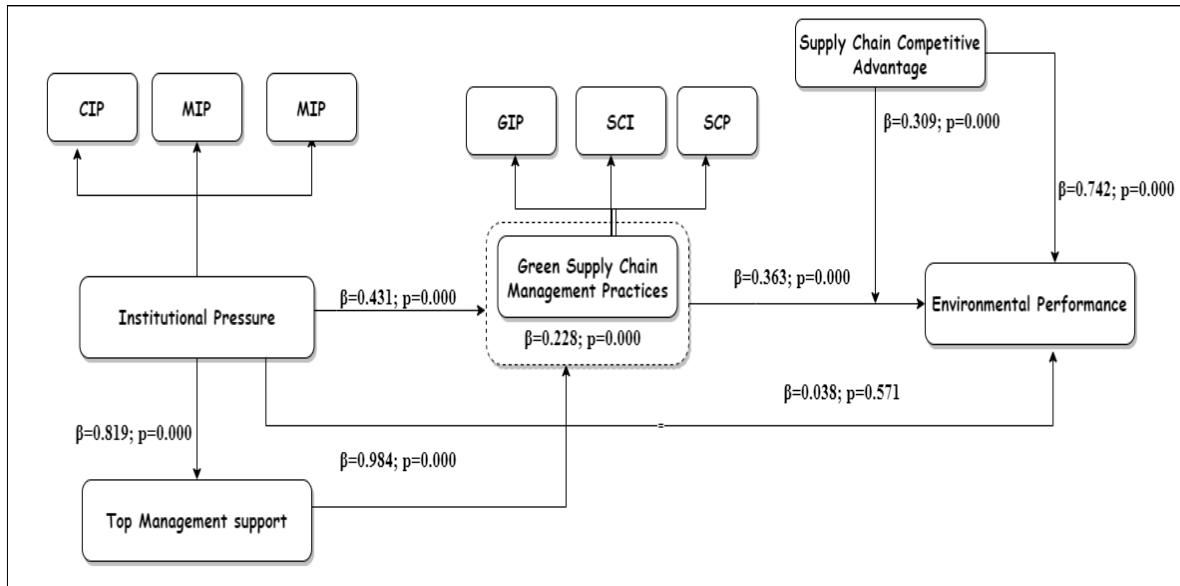 Supply Chain Competitive
Advantage
CIP
MIP
MIP
GIP
SCI
SCP
β=0.309; p=0.000
β=0.742; p=0.000
Green Supply Chain
Management Practices
β=0.363; p=0.000
β=0.431; p=0.000
Institutional Pressure
Environmental Performance
β=0.228; p=0.000
β=0.038; p=0.571
β=0.819; p=0.000
β=0.984; p=0.000
=
Top Management support